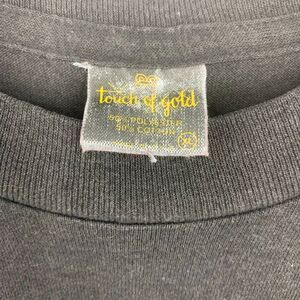 touch of gold
50% POLYESTER
50% COTTON
XL